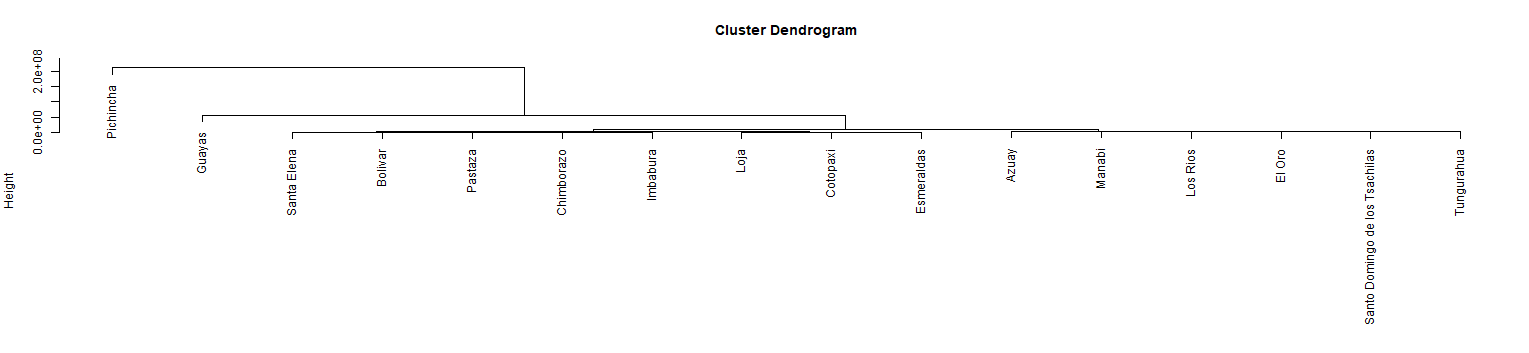 Cluster Dendrogram
Height
0.0e+00
2.0e+08
Pichincha
Guayas
Santa Elena
Bolivar
Pastaza
Chimborazo
Imbabura
Loja
Cotopaxi
Esmeraldas
Azuay
Manabi
Los Rios
El Oro
Santo Domingo de los Tsachilas
Tungurahua